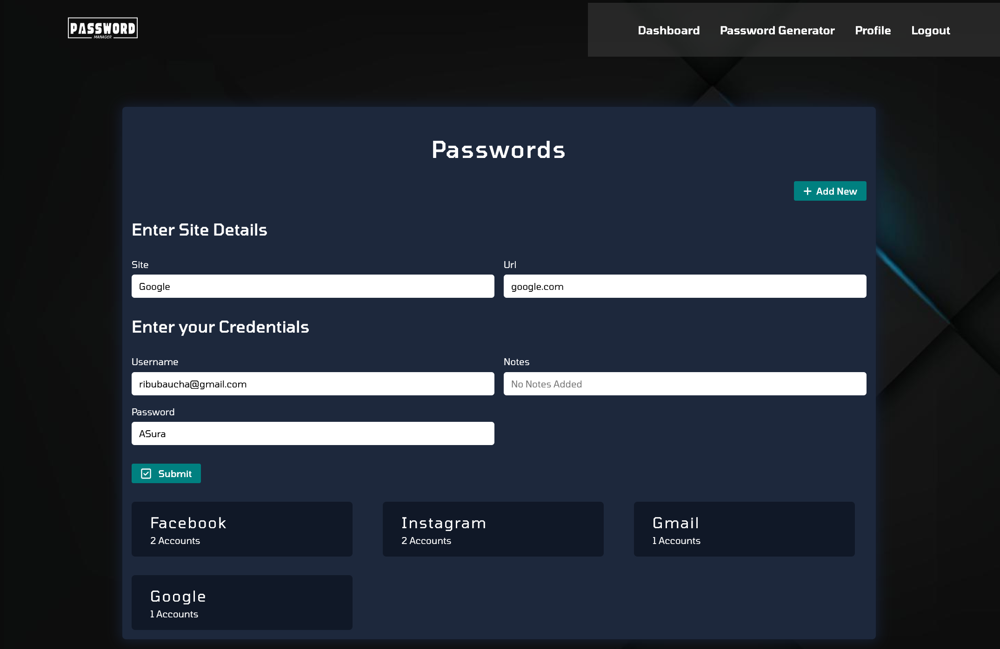 PASSWORD
MANAGER
Dashboard Password Generator Profile Logout
Passwords
+ Add New
Enter Site Details
Site Url
Google google.com
Enter your Credentials
Username Notes
ribubaucha@gmail.com No Notes Added
Password
ASura
Submit
Facebook Instagram Gmail
2 Accounts 2 Accounts 1 Accounts
Google
1 Accounts